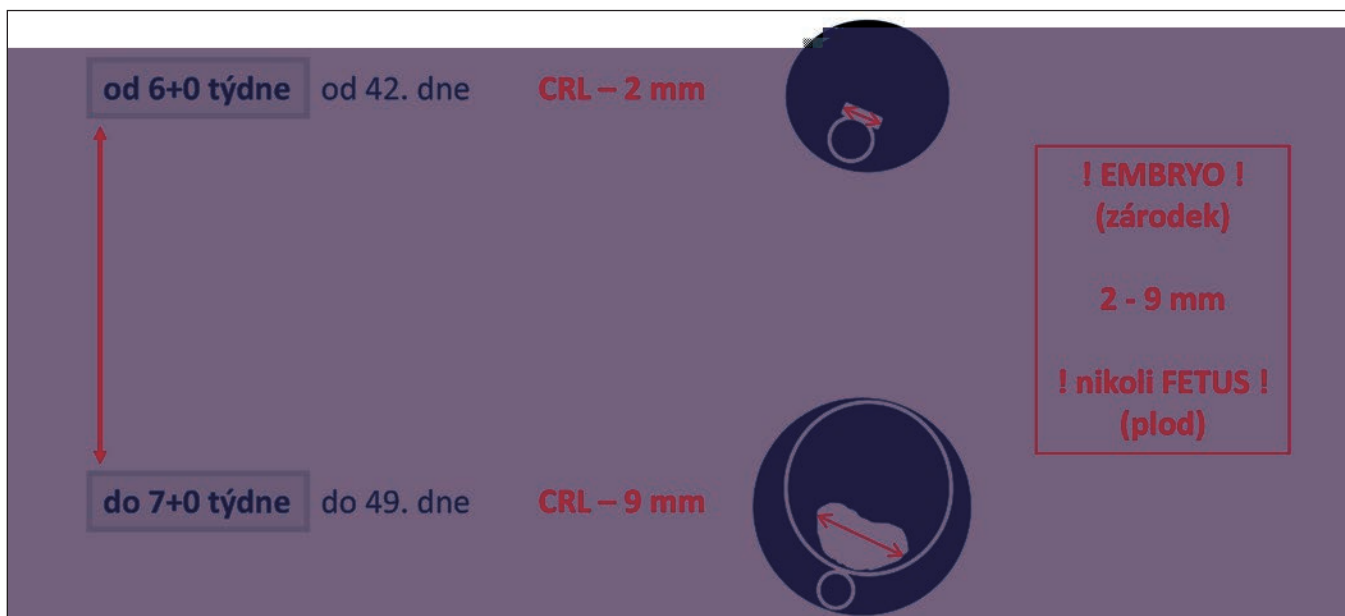 od 6+0 týdne od 42. dne CRL – 2 mm
! EMBRYO !
(zárodek)
2 - 9 mm
! nikoli FETUS !
(plod)
do 7+0 týdne do 49. dne CRL – 9 mm